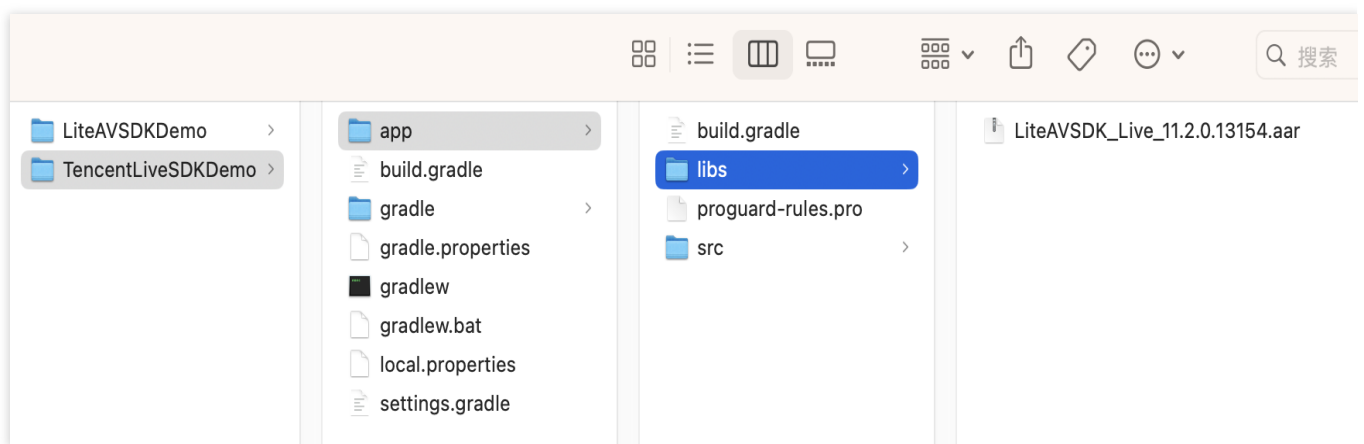 搜索
LiteAVSDKDemo
TencentLiveSDKDemo
app
build.gradle
gradle
gradle.properties
gradlew
gradlew.bat
local.properties
settings.gradle
build.gradle
libs
proguard-rules.pro
src
LiteAVSDK_Live_11.2.0.13154.aar